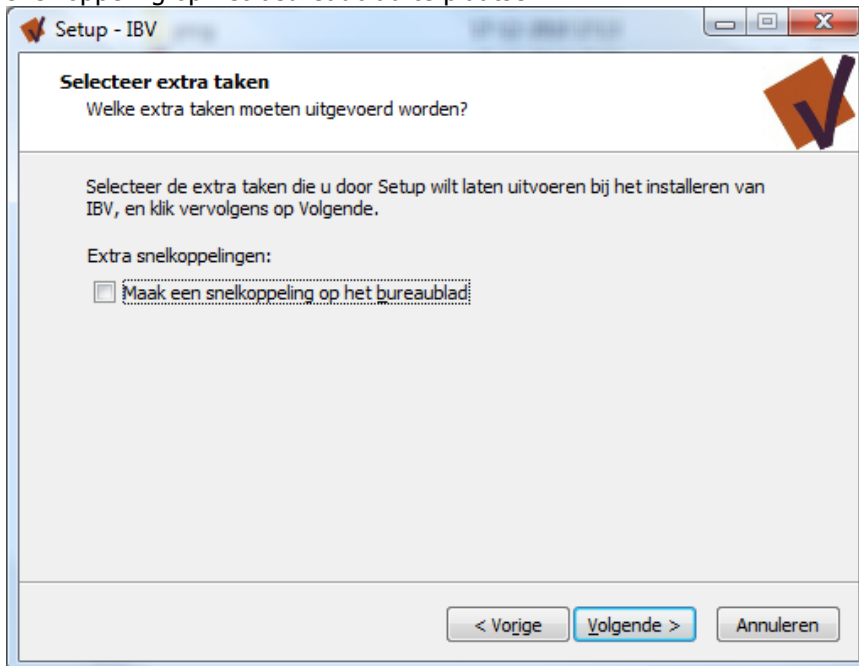 Setup - IBV
Selecteer extra taken
Welke extra taken moeten uitgevoerd worden?
Selecteer de extra taken die u door Setup wilt laten uitvoeren bij het installeren van
IBV, en klik vervolgens op Volgende.
Extra snelkoppelingen:
Maak een snelkoppeling op het bureaublad
< Vorige Volgende > Annuleren